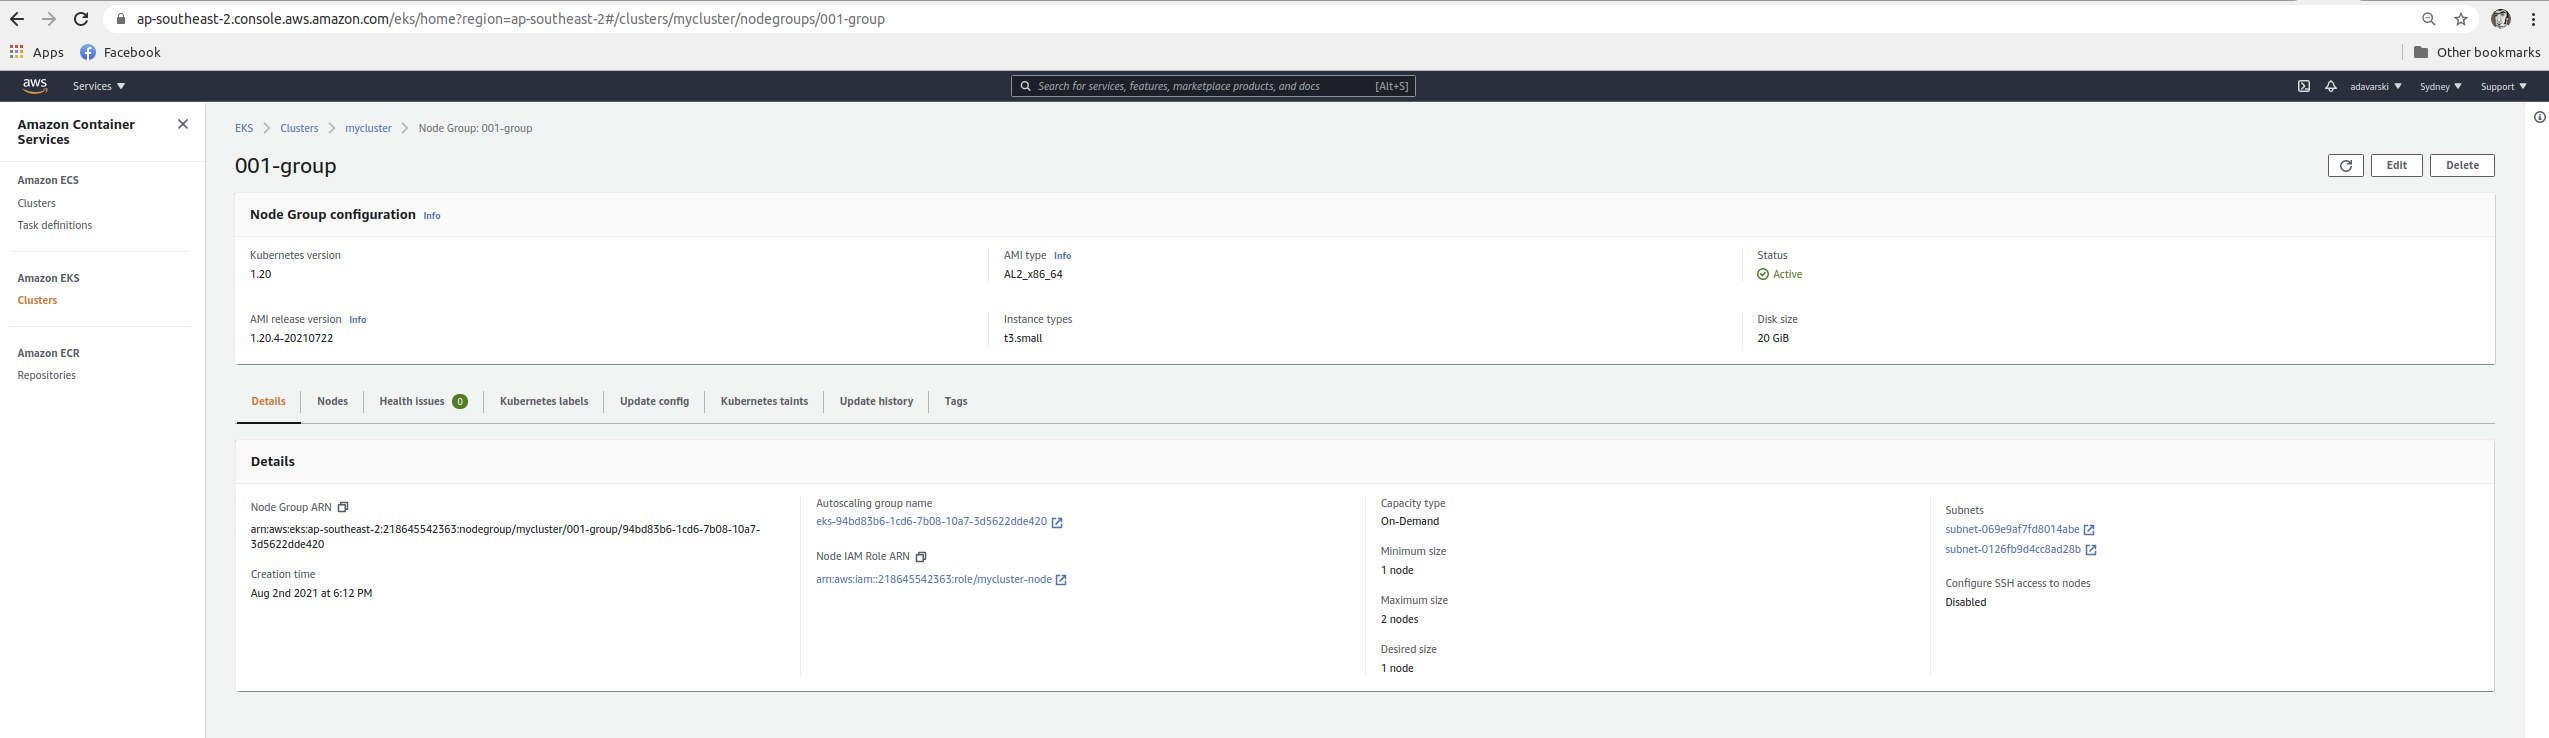 ap-southeast-2.console.aws.amazon.com/eks/home?region=ap-southeast-2#/clusters/mycluster/nodegroups/001-group
Apps Facebook Other bookmarks
aws Services Search for services, features, marketplace products, and docs [Alt+S] adavarski Sydney Support
Amazon Container
Services
Amazon ECS
Clusters
Task definitions
Amazon EKS
Clusters
Amazon ECR
Repositories
EKS Clusters mycluster Node Group: 001-group
001-group
Edit Delete
Node Group configuration Info
Kubernetes version
1.20
AMI type Info
AL2_x86_64
Status
Active
AMI release version Info
1.20.4-20210722
Instance types
t3.small
Disk size
20 GiB
Details Nodes Health issues 0 Kubernetes labels Update config Kubernetes taints Update history Tags
Details
Node Group ARN
arn:aws:eks:ap-southeast-2:218645542363:nodegroup/mycluster/001-group/94bd83b6-1cd6-7b08-10a7-
3d5622dde420
Creation time
Aug 2nd 2021 at 6:12 PM
Autoscaling group name
eks-94bd83b6-1cd6-7b08-10a7-3d5622dde420
Node IAM Role ARN
arn:aws:iam::218645542363:role/mycluster-node
Capacity type
On-Demand
Minimum size
1 node
Maximum size
2 nodes
Desired size
1 node
Subnets
subnet-069e9af7fd8014abe
subnet-0126fb9d4cc8ad28b
Configure SSH access to nodes
Disabled